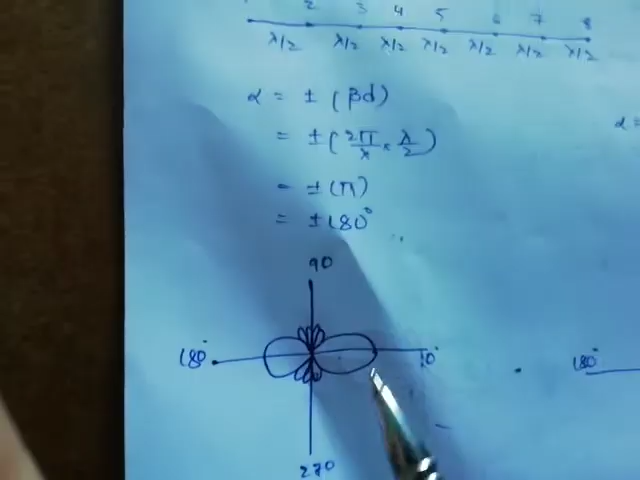 2 3 4 5 6 7 8
λ/2 λ/2 λ/2 λ/2 λ/2 λ/2 λ/2
α = ± (βd)
α =
= ±(2π/λ × λ/2)
= ±(π)
= ±180°
90
180° 0°
180°
270